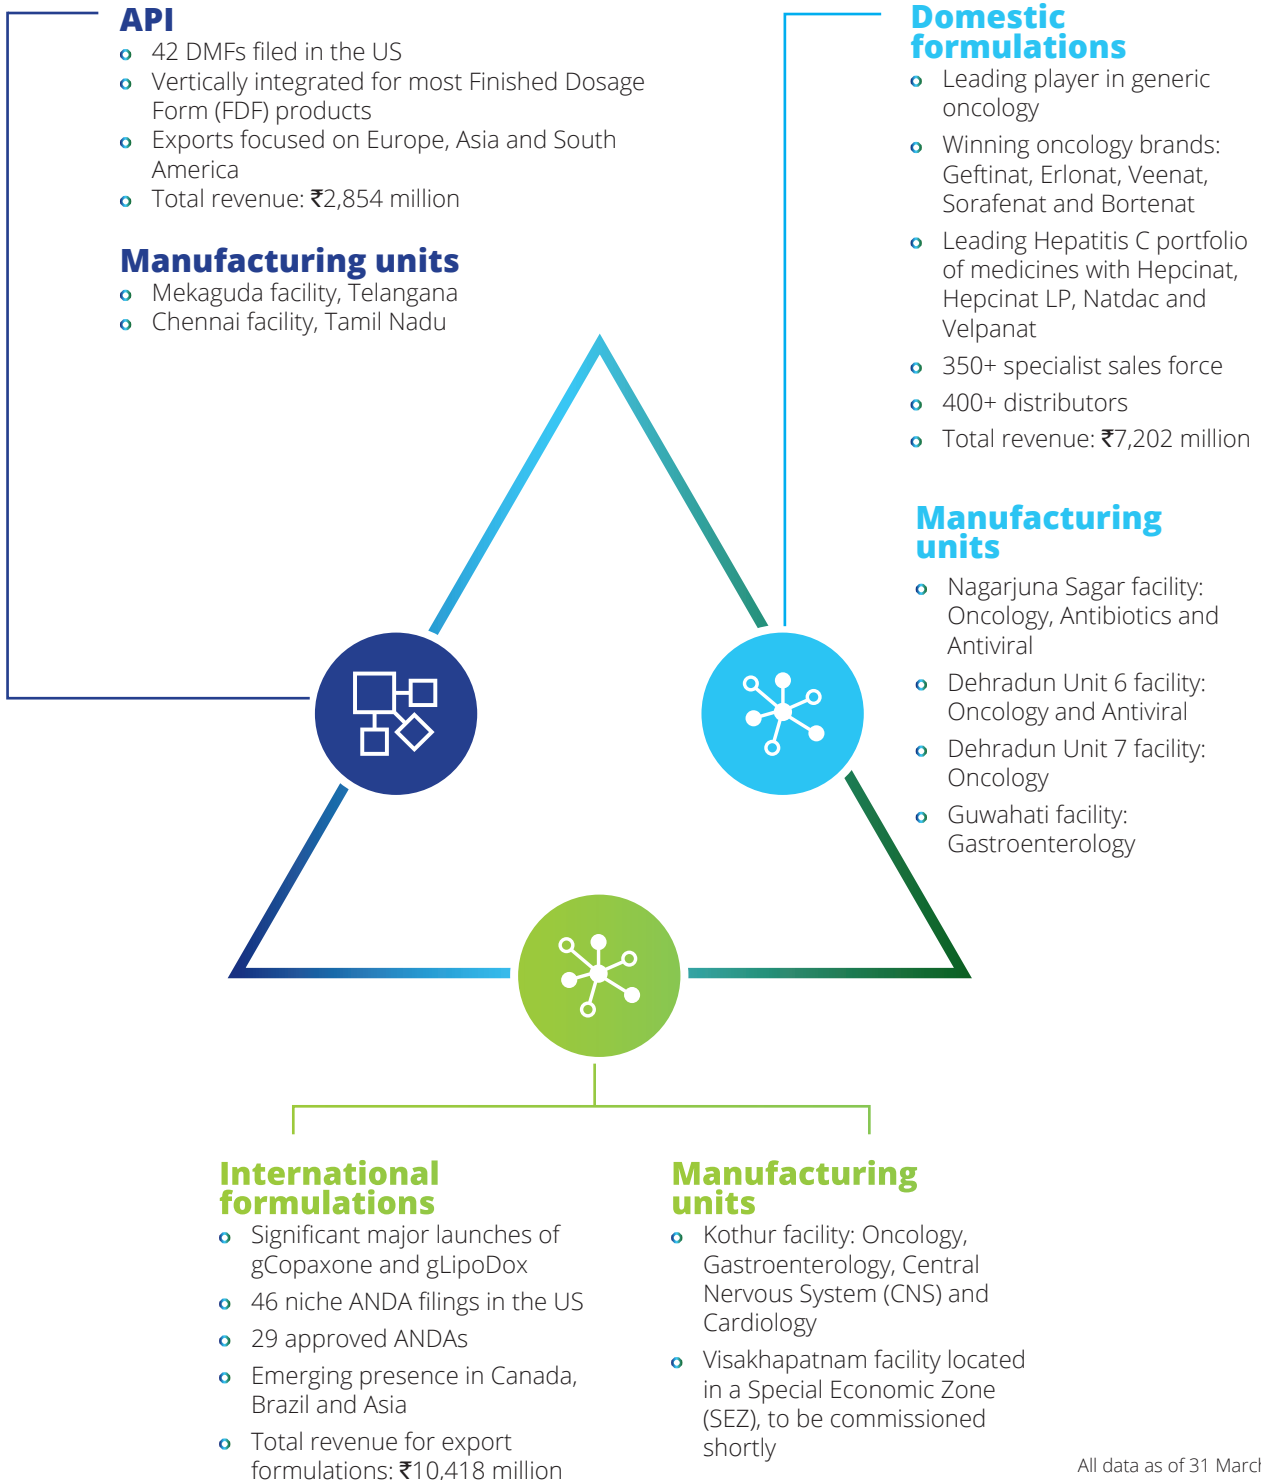 API
42 DMFs filed in the US
Vertically integrated for most Finished Dosage
Form (FDF) products
Exports focused on Europe, Asia and South
America
Total revenue: ₹2,854 million
Manufacturing units
Mekaguda facility, Telangana
Chennai facility, Tamil Nadu
Domestic
formulations
Leading player in generic
oncology
Winning oncology brands:
Geftinat, Erlonat, Veenat,
Sorafenat and Bortenat
Leading Hepatitis C portfolio
of medicines with Hepcinat,
Hepcinat LP, Natdac and
Velpanat
350+ specialist sales force
400+ distributors
Total revenue: ₹7,202 million
Manufacturing
units
Nagarjuna Sagar facility:
Oncology, Antibiotics and
Antiviral
Dehradun Unit 6 facility:
Oncology and Antiviral
Dehradun Unit 7 facility:
Oncology
Guwahati facility:
Gastroenterology
International
formulations
Significant major launches of
gCopaxone and gLipoDox
46 niche ANDA filings in the US
29 approved ANDAs
Emerging presence in Canada,
Brazil and Asia
Total revenue for export
formulations: ₹10,418 million
Manufacturing
units
Kothur facility: Oncology,
Gastroenterology, Central
Nervous System (CNS) and
Cardiology
Visakhapatnam facility located
in a Special Economic Zone
(SEZ), to be commissioned
shortly
All data as of 31 March